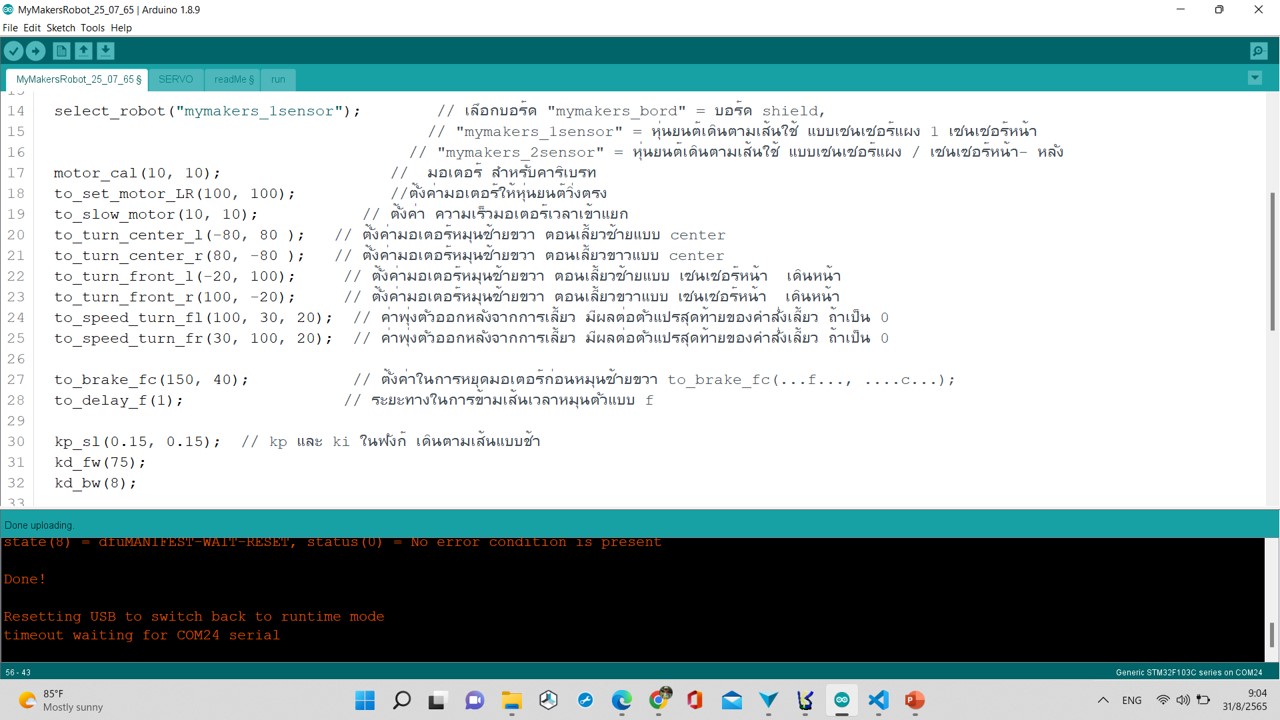 MyMakersRobot_25_07_65 | Arduino 1.8.9
File Edit Sketch Tools Help
MyMakersRobot_25_07_65 § SERVO readMe § run
14 select_robot("mymakers_1sensor"); // เลือกบอร์ด "mymakers_bord" = บอร์ด shield,
15 // "mymakers_1sensor" = หุ่นยนต์เดินตามเส้นใช้ แบบเซนเซอร์แผง 1 เซนเซอร์หน้า
16 // "mymakers_2sensor" = หุ่นยนต์เดินตามเส้นใช้ แบบเซนเซอร์แผง / เซนเซอร์หน้า- หลัง
17 motor_cal(10, 10); // มอเตอร์ สำหรับคาริเบรท
18 to_set_motor_LR(100, 100); //ตั้งค่ามอเตอร์ให้หุ่นยนต์วิ่งตรง
19 to_slow_motor(10, 10); // ตั้งค่า ความเร็วมอเตอร์เวลาเข้าแยก
20 to_turn_center_l(-80, 80 ); // ตั้งค่ามอเตอร์หมุนซ้ายขวา ตอนเลี้ยวซ้ายแบบ center
21 to_turn_center_r(80, -80 ); // ตั้งค่ามอเตอร์หมุนซ้ายขวา ตอนเลี้ยวขาวแบบ center
22 to_turn_front_l(-20, 100); // ตั้งค่ามอเตอร์หมุนซ้ายขวา ตอนเลี้ยวซ้ายแบบ เซนเซอร์หน้า เดินหน้า
23 to_turn_front_r(100, -20); // ตั้งค่ามอเตอร์หมุนซ้ายขวา ตอนเลี้ยวขวาแบบ เซนเซอร์หน้า เดินหน้า
24 to_speed_turn_fl(100, 30, 20); // ค่าพุ่งตัวออกหลังจากการเลี้ยว มีผลต่อตัวแปรสุดท้ายของคำสั่งเลี้ยว ถ้าเป็น 0
25 to_speed_turn_fr(30, 100, 20); // ค่าพุ่งตัวออกหลังจากการเลี้ยว มีผลต่อตัวแปรสุดท้ายของคำสั่งเลี้ยว ถ้าเป็น 0
26
27 to_brake_fc(150, 40); // ตั้งค่าในการหยุดมอเตอร์ก่อนหมุนซ้ายขวา to_brake_fc(...f..., ....c...);
28 to_delay_f(1); // ระยะทางในการข้ามเส้นเวลาหมุนตัวแบบ f
29
30 kp_sl(0.15, 0.15); // kp และ ki ในฟังก์ เดินตามเส้นแบบช้า
31 kd_fw(75);
32 kd_bw(8);
33
Done uploading.
state(8) = dfuMANIFEST-WAIT-RESET, status(0) = No error condition is present
Done!
Resetting USB to switch back to runtime mode
timeout waiting for COM24 serial
56 - 43 Generic STM32F103C series on COM24
85°F
Mostly sunny
ENG
9:04
31/8/2565